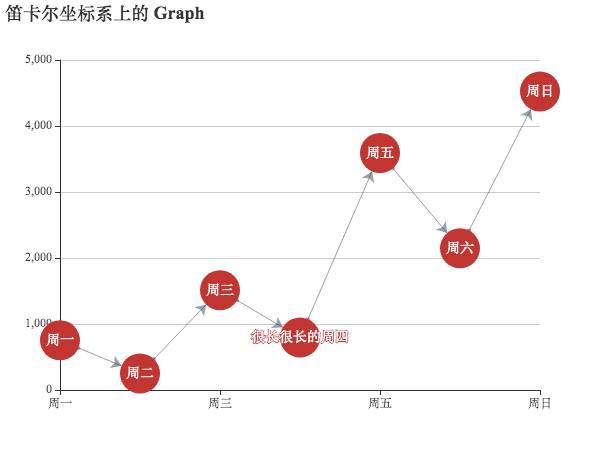 笛卡尔坐标系上的 Graph
5,000
4,000
3,000
2,000
1,000
0
周一
周二
周三
很长很长的周四
周五
周六
周日
周一
周三
周五
周日